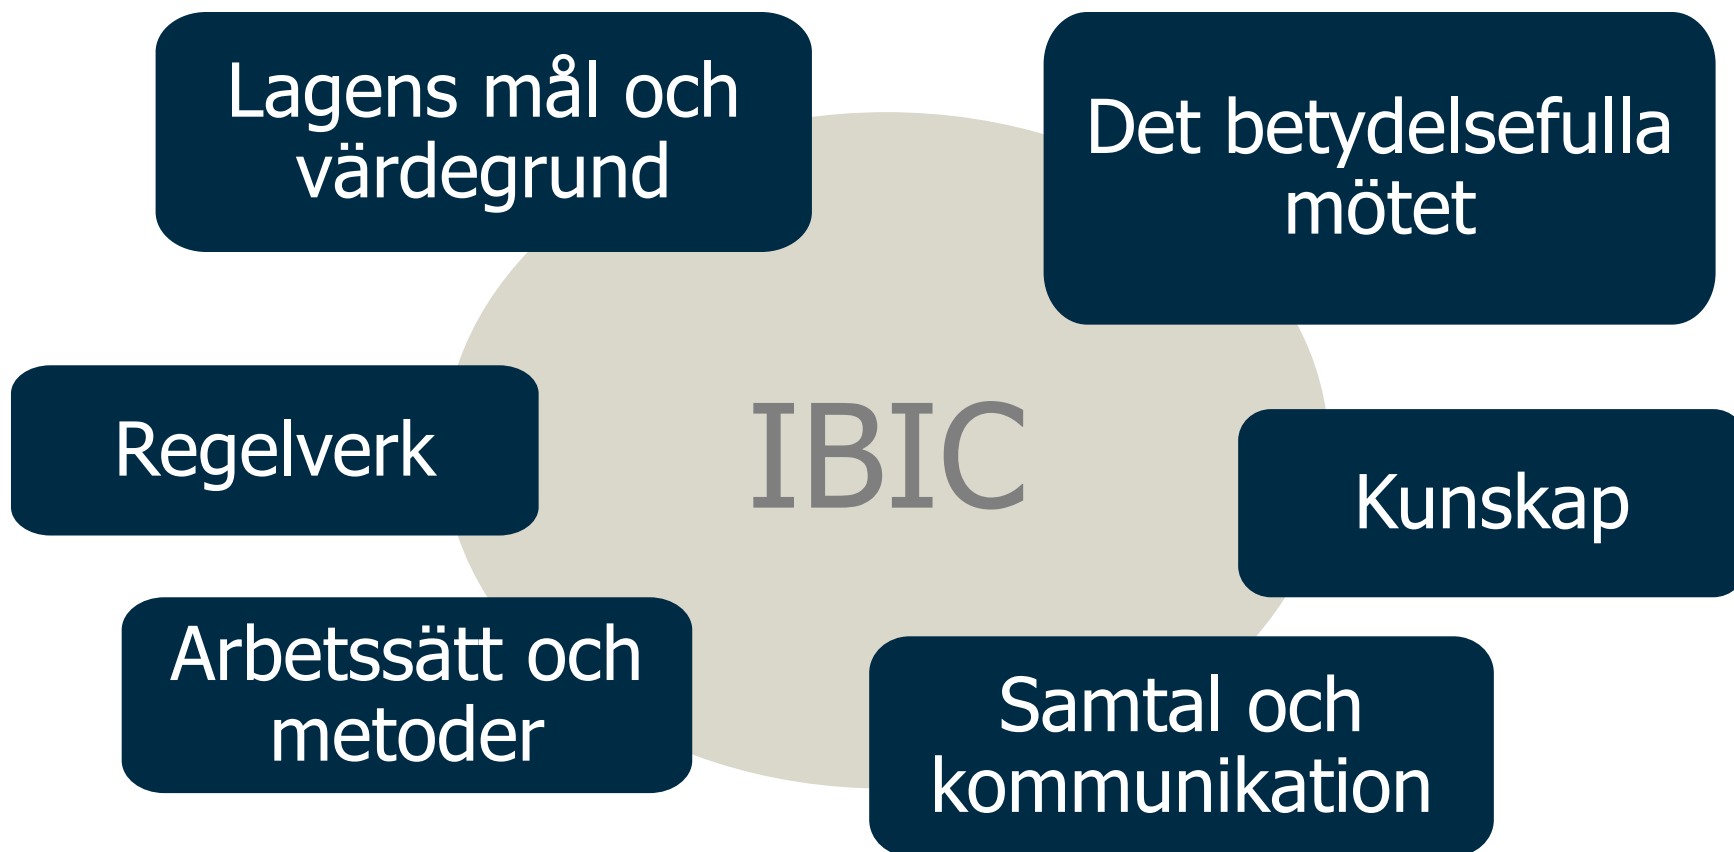 Lagens mål och
värdegrund
Det betydelsefulla
mötet
Regelverk
IBIC
Kunskap
Arbetssätt och
metoder
Samtal och
kommunikation